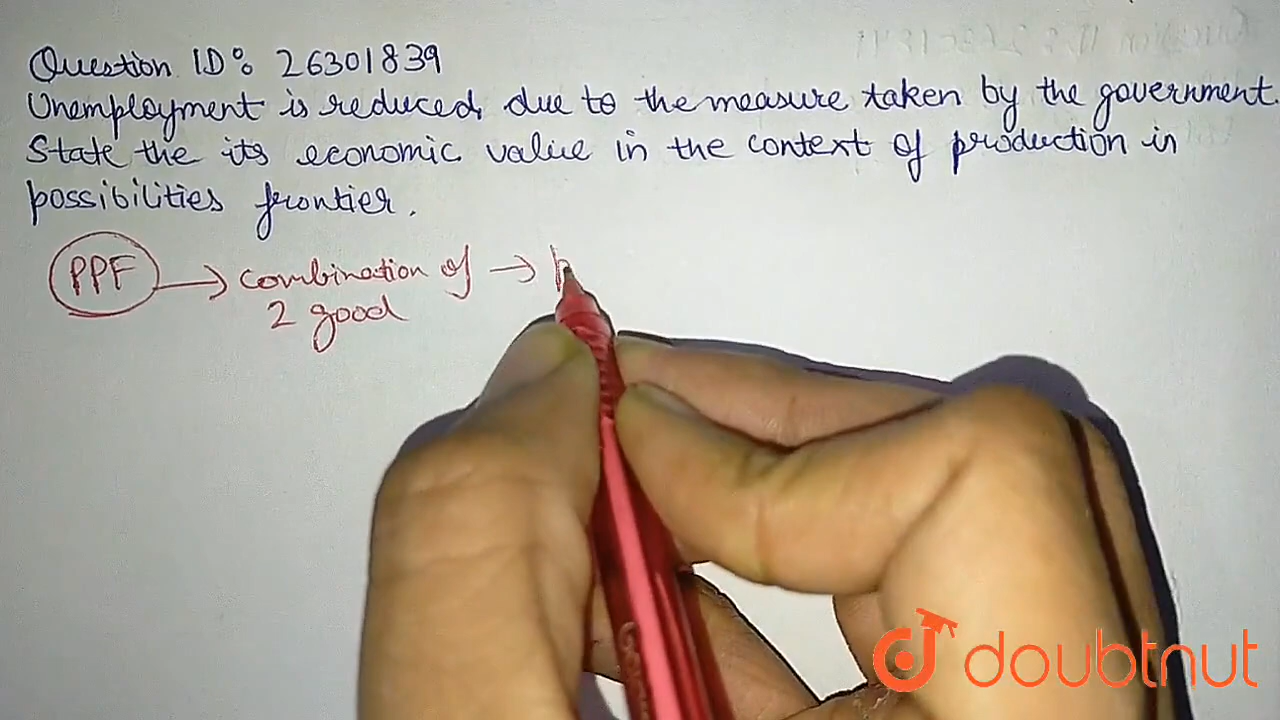 Question ID: 26301839
Unemployment is reduced, due to the measure taken by the government.
State the its economic value in the context of production in
possibilities frontier.
PPF → combination of →
2 good
doubtnut